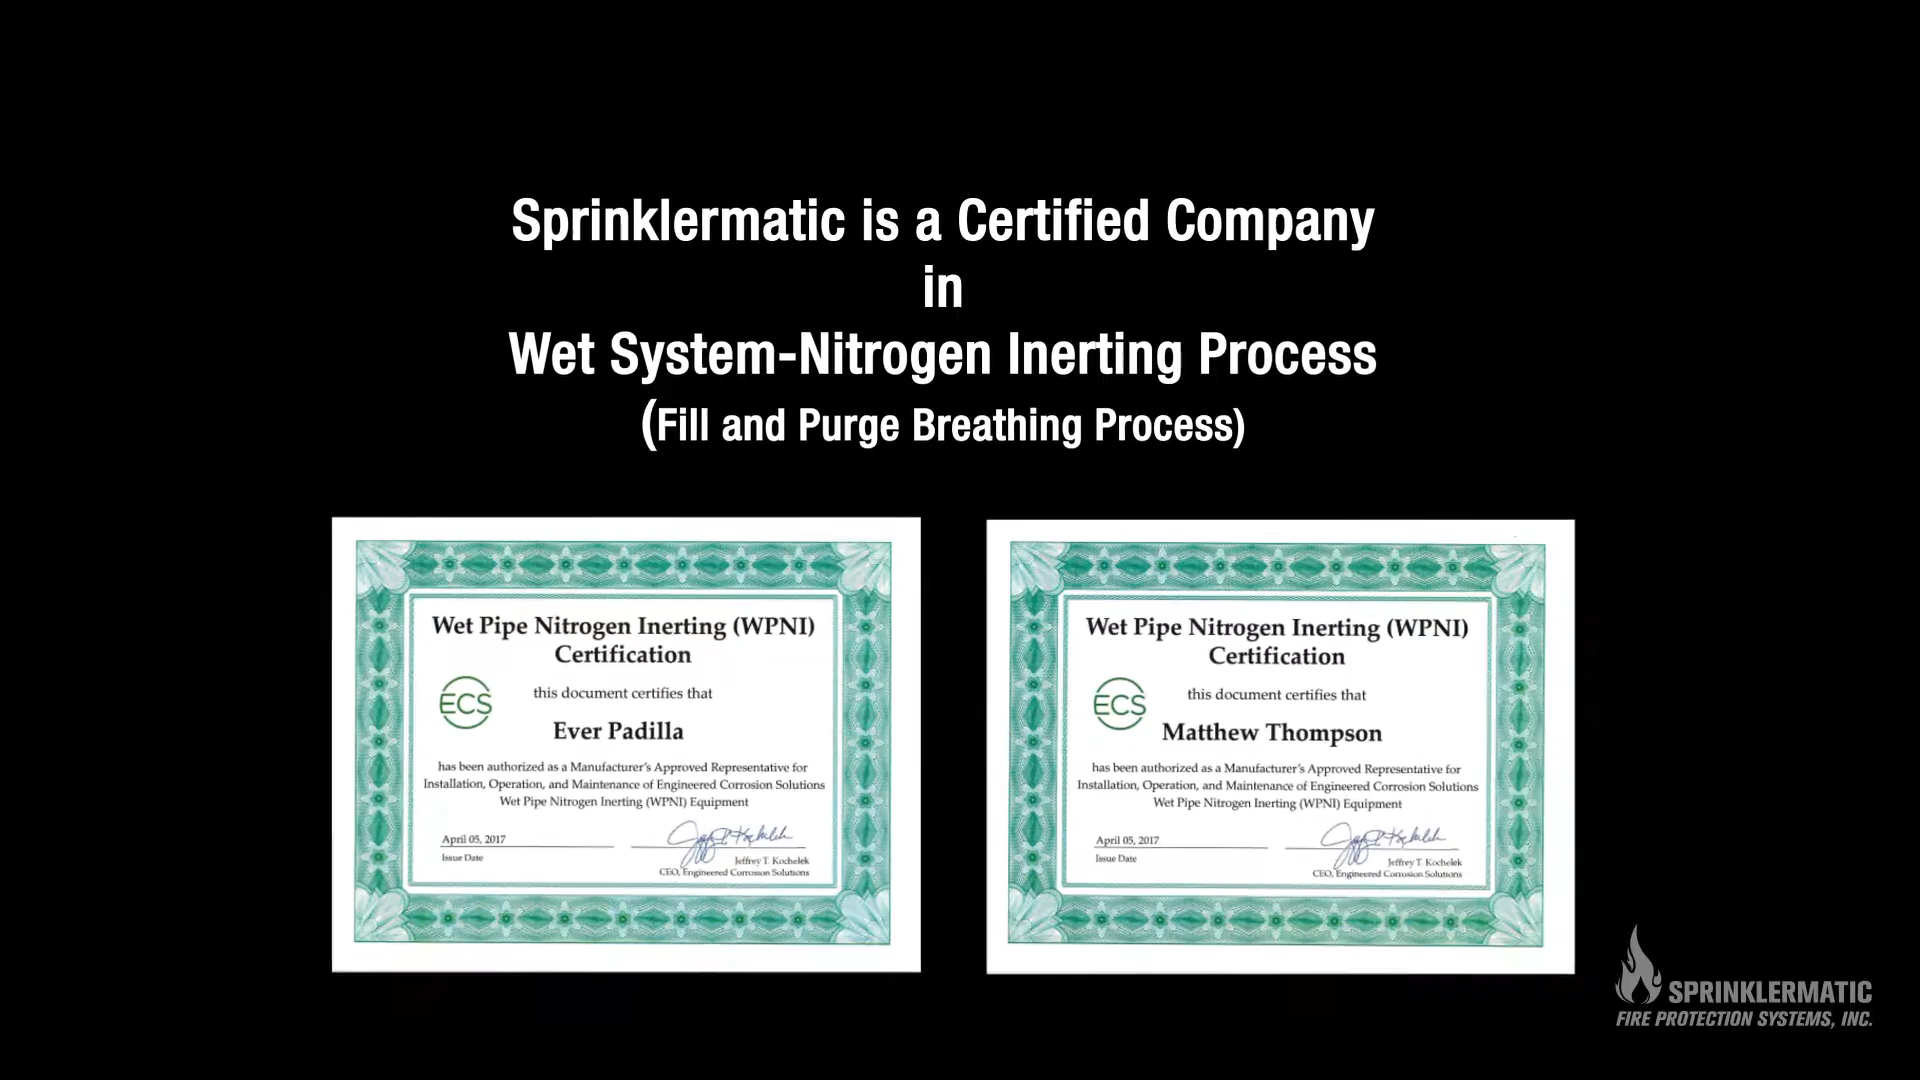 Sprinklermatic is a Certified Company
in
Wet System-Nitrogen Inerting Process
(Fill and Purge Breathing Process)
Wet Pipe Nitrogen Inerting (WPNI)
Certification
ECS
this document certifies that
Ever Padilla
has been authorized as a Manufacturer's Approved Representative for
Installation, Operation, and Maintenance of Engineered Corrosion Solutions
Wet Pipe Nitrogen Inerting (WPNI) Equipment
April 05, 2017
Issue Date
Jeffrey T. Kochelek
CEO, Engineered Corrosion Solutions
Wet Pipe Nitrogen Inerting (WPNI)
Certification
ECS
this document certifies that
Matthew Thompson
has been authorized as a Manufacturer's Approved Representative for
Installation, Operation, and Maintenance of Engineered Corrosion Solutions
Wet Pipe Nitrogen Inerting (WPNI) Equipment
April 05, 2017
Issue Date
Jeffrey T. Kochelek
CEO, Engineered Corrosion Solutions
SPRINKLERMATIC
FIRE PROTECTION SYSTEMS, INC.